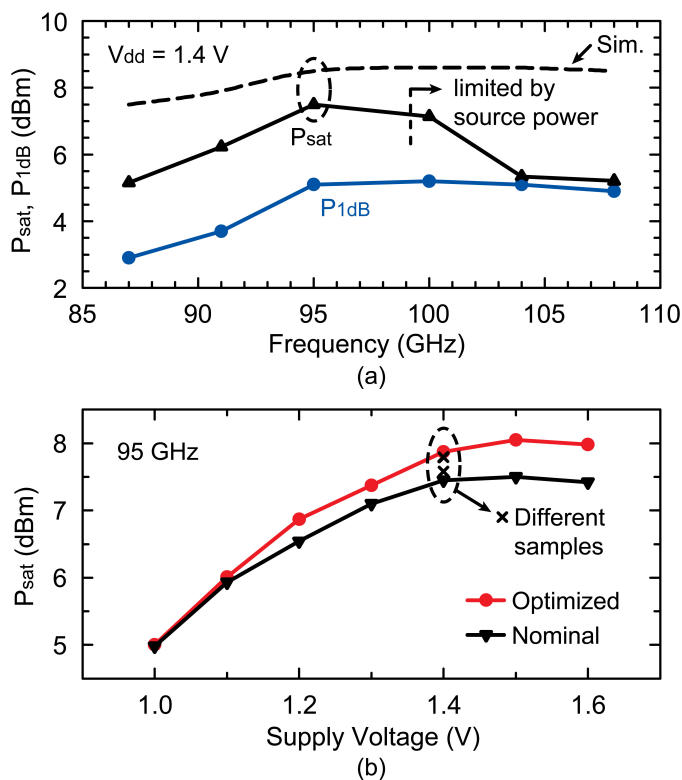 10
Vdd = 1.4 V
Sim.
8
limited by
source power
Psat
6
P1dB
4
2
Psat, P1dB (dBm)
85 90 95 100 105 110
Frequency (GHz)
(a)
95 GHz
8
7
Different
samples
6
Optimized
Nominal
5
Psat (dBm)
1.0 1.2 1.4 1.6
Supply Voltage (V)
(b)